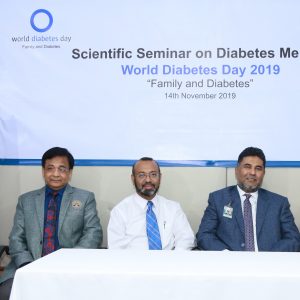 world diabetes day
Family and Diabetes
Scientific Seminar on Diabetes Me
World Diabetes Day 2019
“Family and Diabetes”
14th November 2019